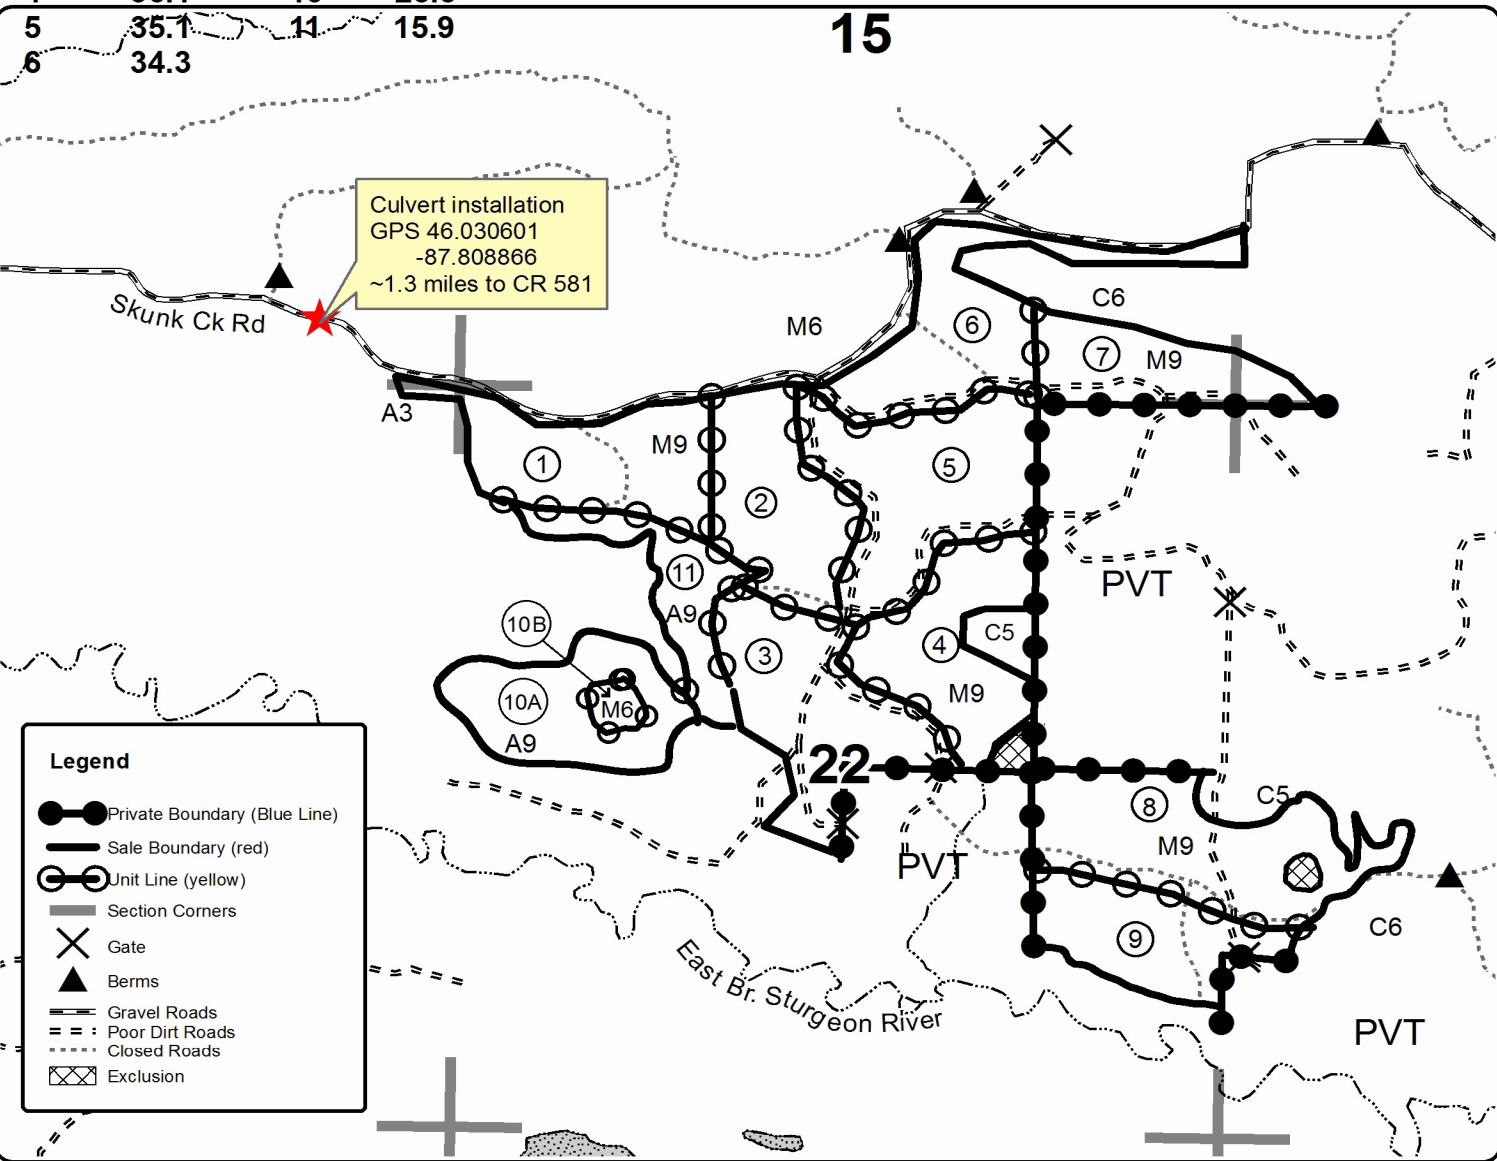 5 35.1 11 15.9
6 34.3
15
Culvert installation
GPS 46.030601
-87.808866
~1.3 miles to CR 581
Skunk Ck Rd
C6
M6
6
7
M9
A3
M9
1
5
2
11
PVT
A9
10B
C5
4
3
10A
M6
M9
A9
22
C5
8
M9
PVT
C6
9
East Br. Sturgeon River
PVT
Legend
Private Boundary (Blue Line)
Sale Boundary (red)
Unit Line (yellow)
Section Corners
Gate
Berms
Gravel Roads
Poor Dirt Roads
Closed Roads
Exclusion